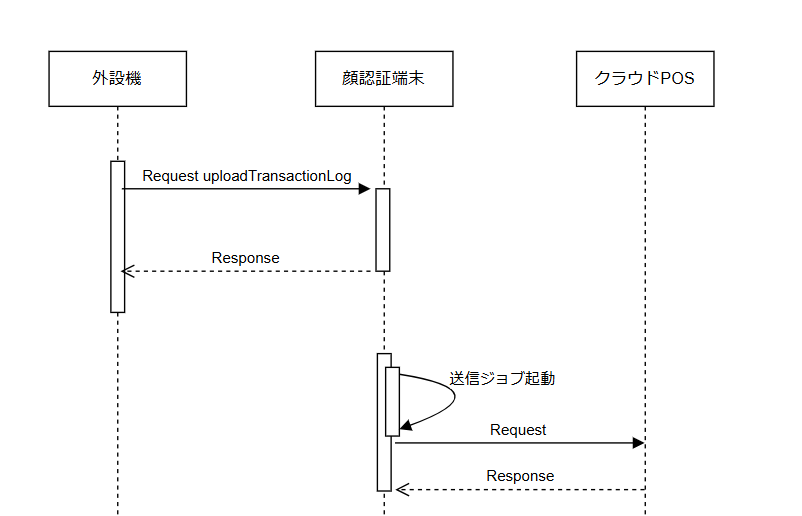 外設機
顔認証端末
クラウドPOS
Request uploadTransactionLog
Response
送信ジョブ起動
Request
Response